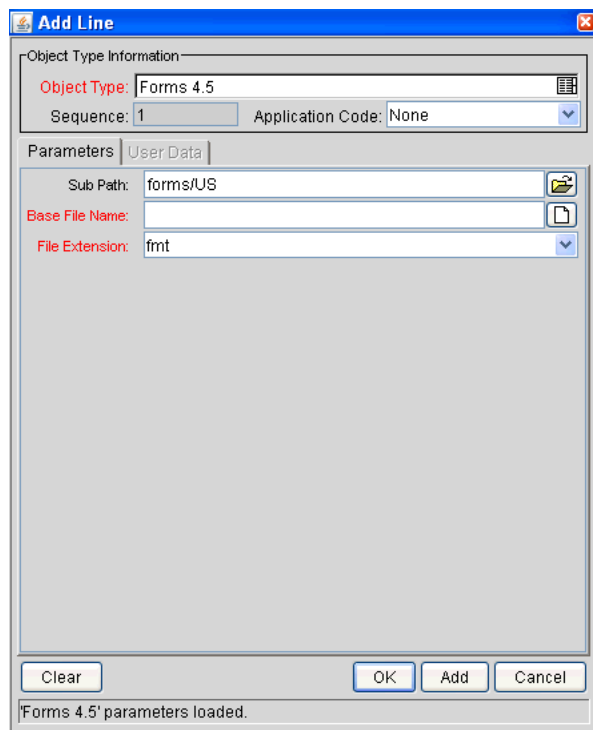 Add Line
Object Type Information
Object Type: Forms 4.5
Sequence: 1 Application Code: None
Parameters User Data
Sub Path: forms/US
Base File Name:
File Extension: fmt
Clear OK Add Cancel
'Forms 4.5' parameters loaded.